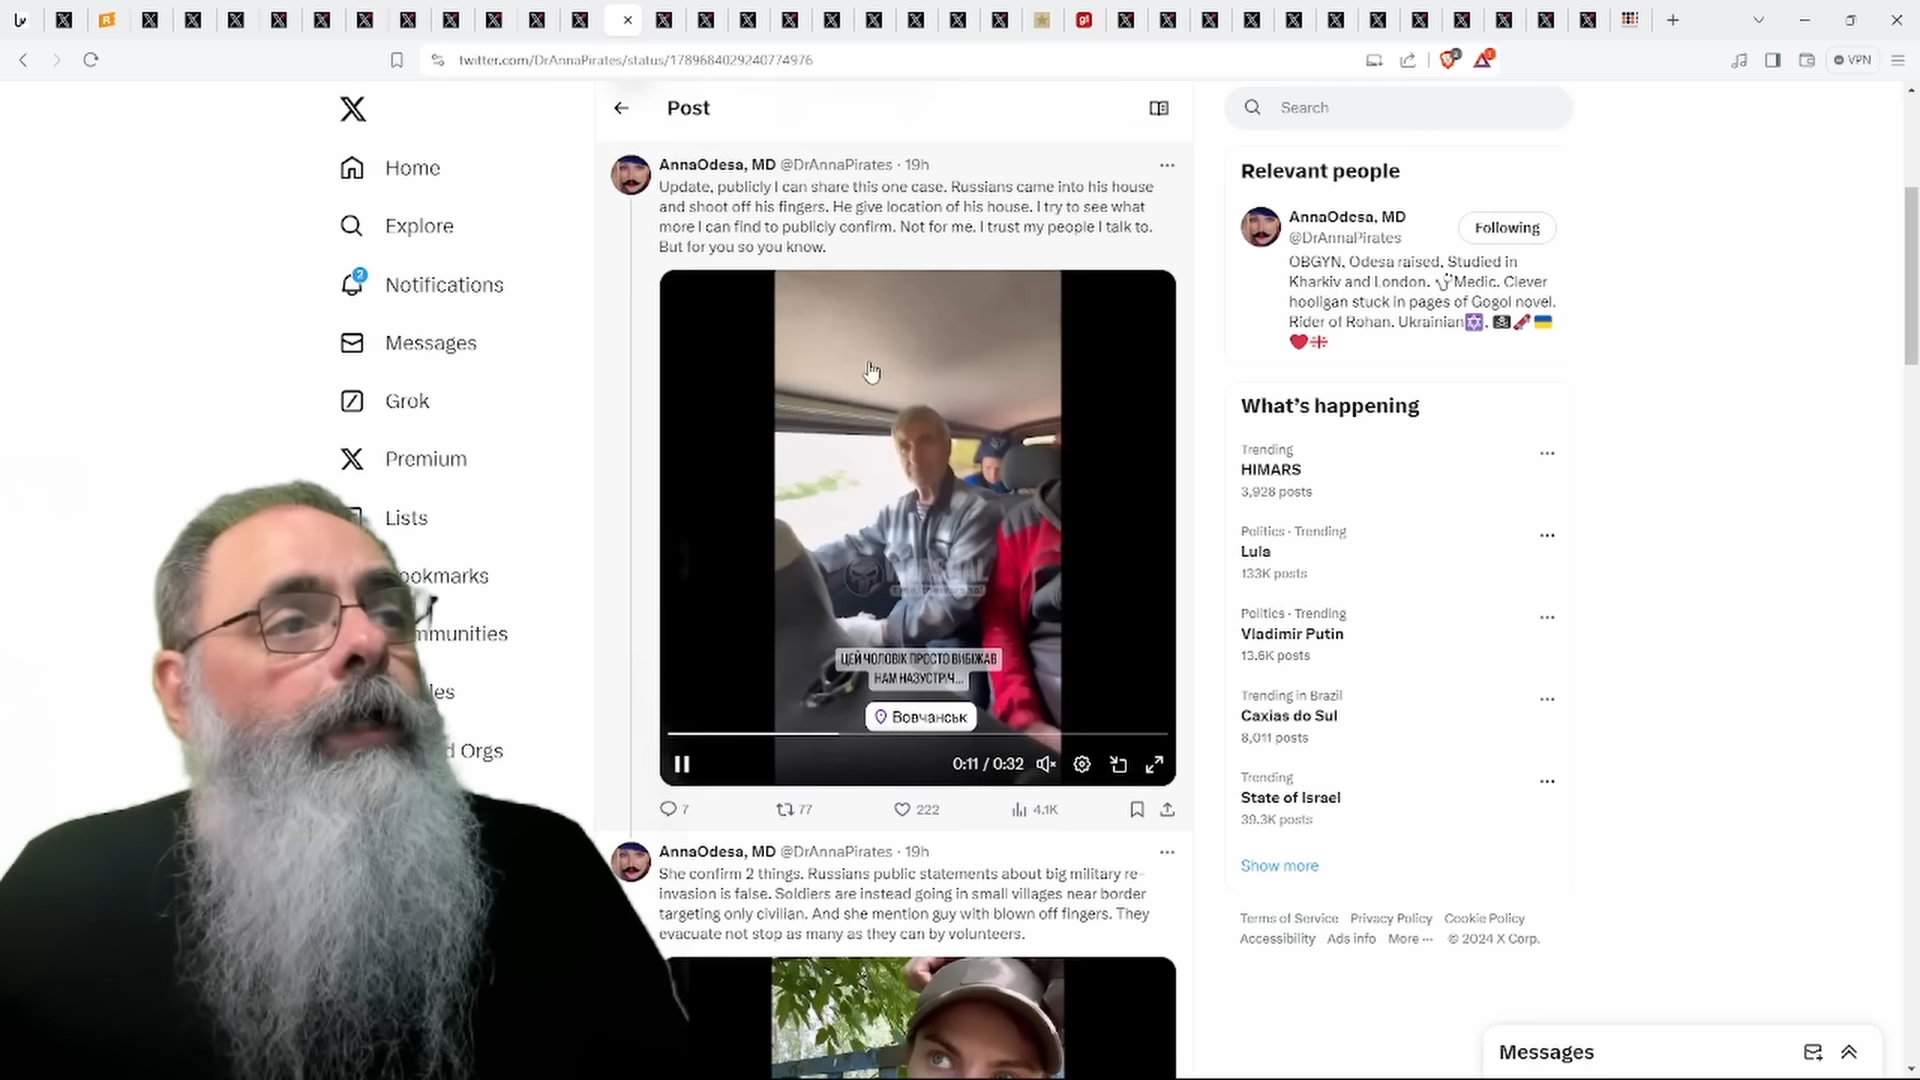 twitter.com/DrAnnaPirates/status/1789684029240774976
VPN
Home
Explore
2
Notifications
Messages
Grok
Premium
Lists
ookmarks
mmunities
les
d Orgs
Post
AnnaOdesa, MD @DrAnnaPirates · 19h
Update, publicly I can share this one case. Russians came into his house
and shoot off his fingers. He give location of his house. I try to see what
more I can find to publicly confirm. Not for me. I trust my people I talk to.
But for you so you know.
ЦЕЙ ЧОЛОВІК ПРОСТО ВИБІЖАВ
НАМ НАЗУСТРІЧ...
Вовчанськ
0:11 / 0:32
7
77
222
4.1K
AnnaOdesa, MD @DrAnnaPirates · 19h
She confirm 2 things. Russians public statements about big military re-
invasion is false. Soldiers are instead going in small villages near border
targeting only civilian. And she mention guy with blown off fingers. They
evacuate not stop as many as they can by volunteers.
Search
Relevant people
AnnaOdesa, MD
@DrAnnaPirates
Following
OBGYN, Odesa raised, Studied in
Kharkiv and London. Medic. Clever
hooligan stuck in pages of Gogol novel.
Rider of Rohan. Ukrainian
What's happening
Trending
HIMARS
3,928 posts
Politics · Trending
Lula
133K posts
Politics · Trending
Vladimir Putin
13.6K posts
Trending in Brazil
Caxias do Sul
8,011 posts
Trending
State of Israel
39.3K posts
Show more
Terms of Service Privacy Policy Cookie Policy
Accessibility Ads info More ··· © 2024 X Corp.
Messages